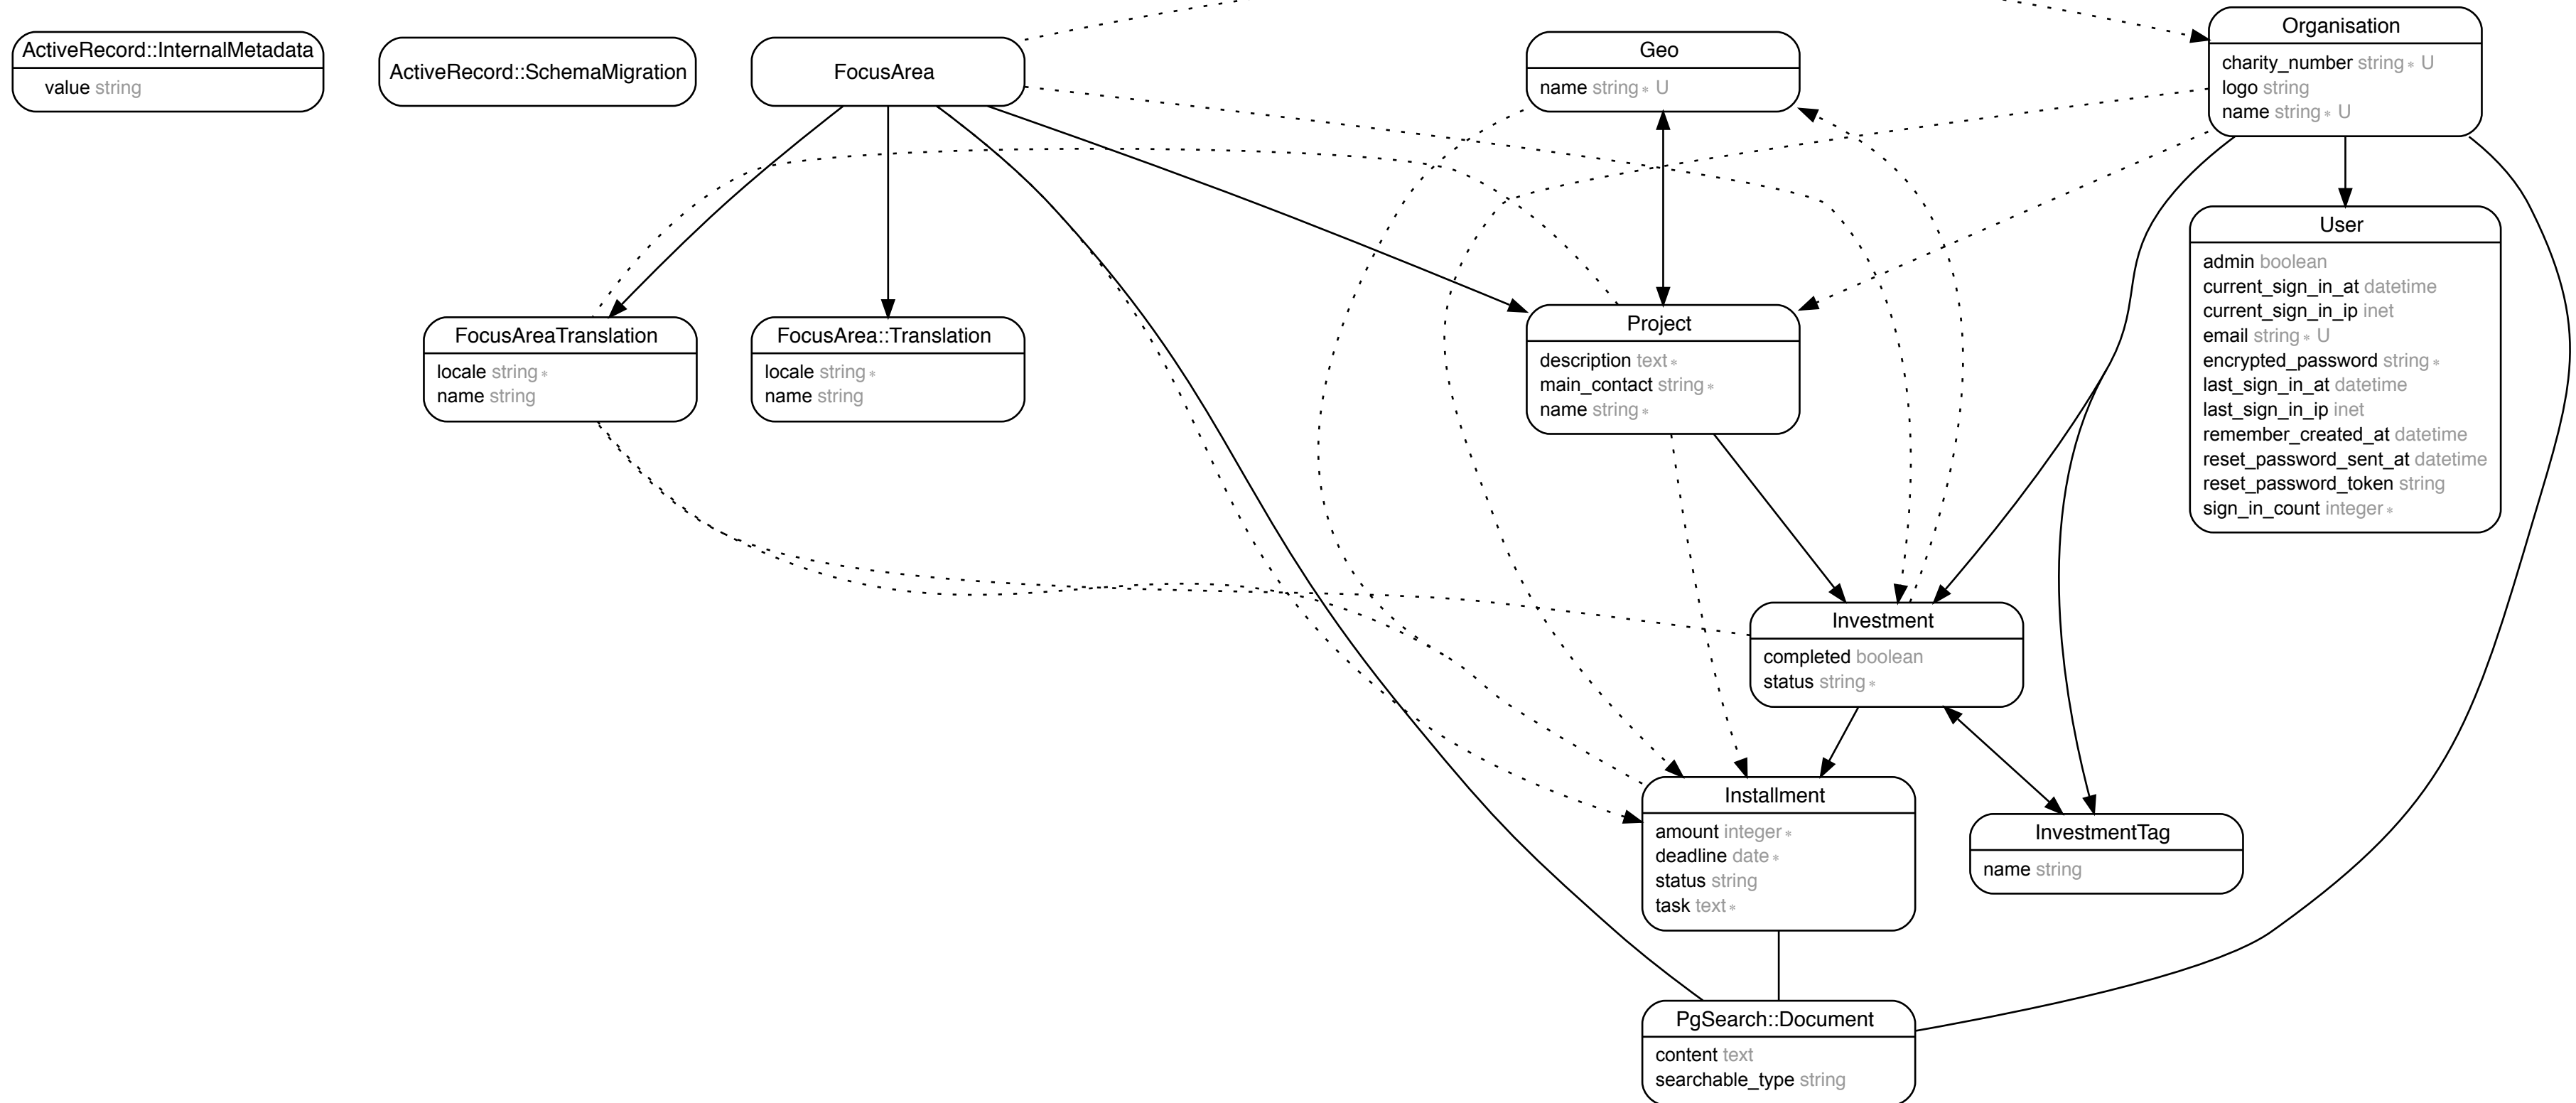 ActiveRecord::InternalMetadata
value string
ActiveRecord::SchemaMigration
FocusArea
Geo
name string∗ U
Organisation
charity_number string∗ U
logo string
name string∗ U
User
admin boolean
current_sign_in_at datetime
current_sign_in_ip inet
email string∗ U
encrypted_password string∗
last_sign_in_at datetime
last_sign_in_ip inet
remember_created_at datetime
reset_password_sent_at datetime
reset_password_token string
sign_in_count integer∗
FocusAreaTranslation
locale string∗
name string
FocusArea::Translation
locale string∗
name string
Project
description text∗
main_contact string∗
name string∗
Investment
completed boolean
status string∗
Installment
amount integer∗
deadline date∗
status string
task text∗
InvestmentTag
name string
PgSearch::Document
content text
searchable_type string